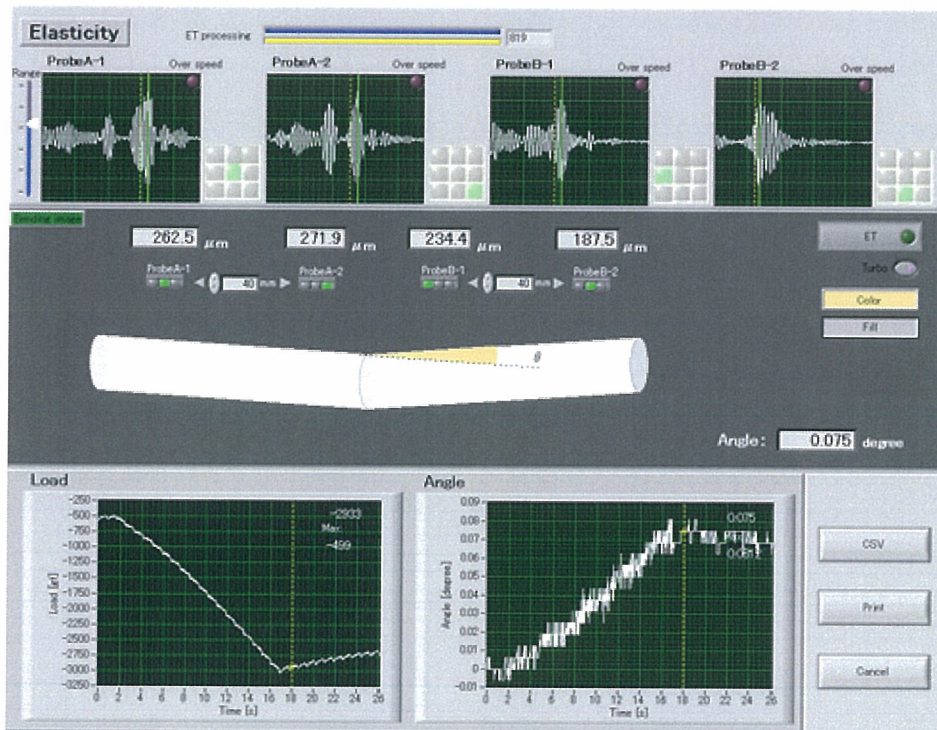 Elasticity
ET processing
819
ProbeA-1
Over speed
ProbeA-2
Over speed
ProbeB-1
Over speed
ProbeB-2
Over speed
Range
262.5 μm
271.9 μm
234.4 μm
187.5 μm
ProbeA-1
40 mm
ProbeA-2
ProbeB-1
40 mm
ProbeB-2
ET
Turbo
Color
Fill
θ
Angle: 0.075 degree
Load
-250
-500
-750
-1000
-1250
-1500
-1750
-2000
-2250
-2500
-2750
-3000
-3250
Load [gf]
-2933
Max.
-499
0 2 4 6 8 10 12 14 16 18 20 22 24 26
Time [s]
Angle
0.09
0.08
0.07
0.06
0.05
0.04
0.03
0.02
0.01
0
-0.01
Angle [degree]
0.075
0 2 4 6 8 10 12 14 16 18 20 22 24 26
Time [s]
CSV
Print
Cancel